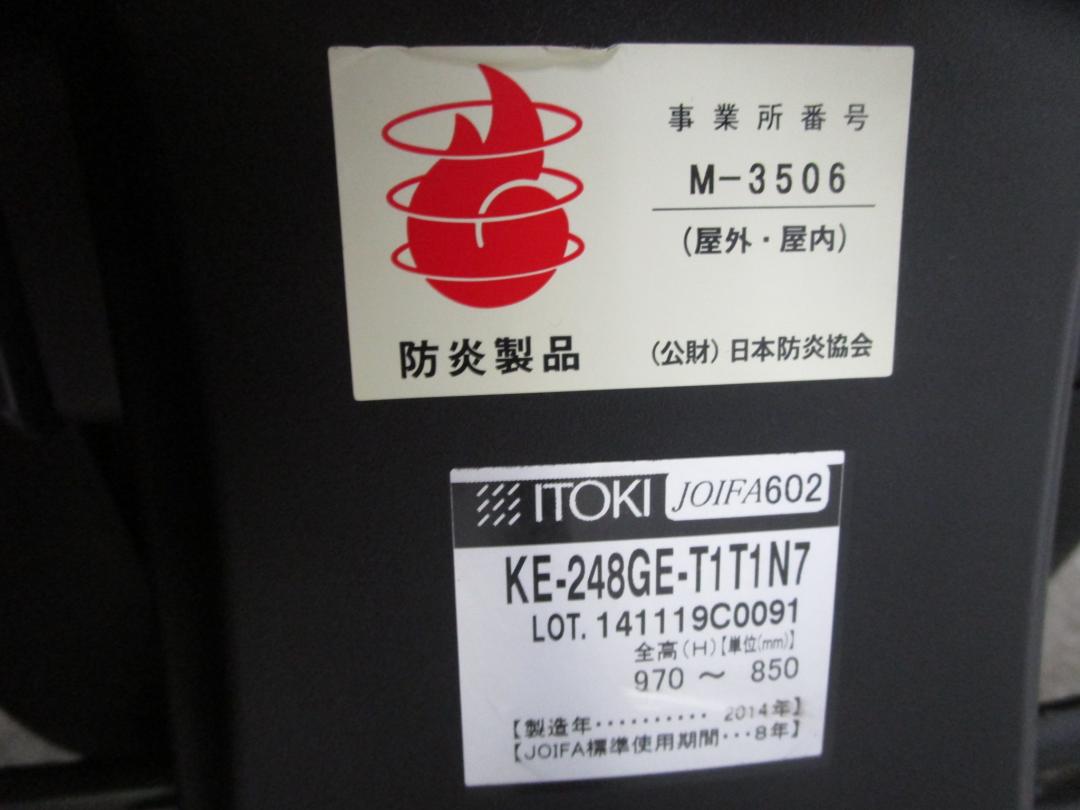 事業所番号
M-3506
(屋外・屋内)
防炎製品
(公財)日本防炎協会
ITOKI JOIFA602
KE-248GE-T1T1N7
LOT. 141119C0091
全高(H)【単位(mm)】
970 ～ 850
【製造年‥‥‥‥‥ 2014年】
【JOIFA標準使用期間‥･8年】